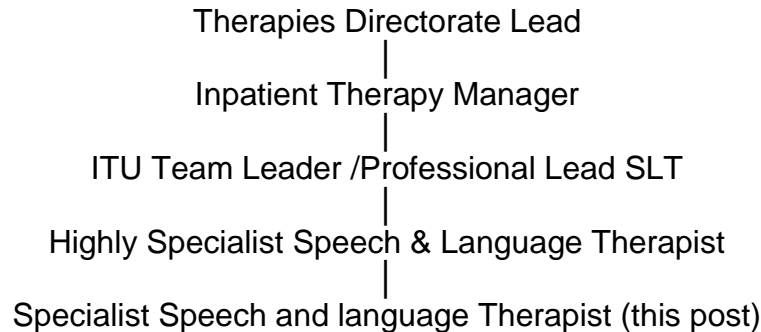 Therapies Directorate Lead
Inpatient Therapy Manager
ITU Team Leader /Professional Lead SLT
Highly Specialist Speech & Language Therapist
Specialist Speech and language Therapist (this post)